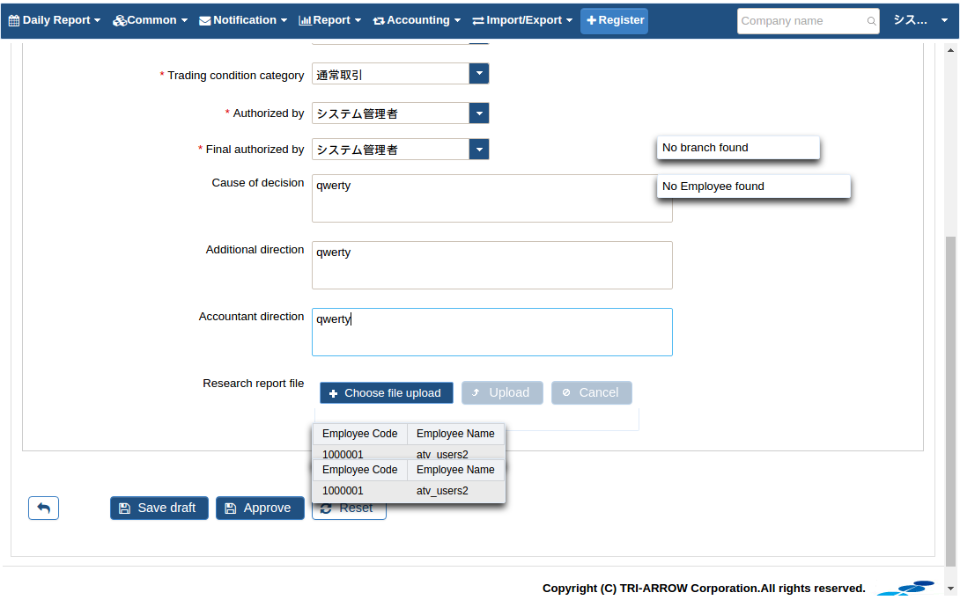 Daily Report Common Notification Report Accounting Import/Export Register Company name シス...
* Trading condition category 通常取引
* Authorized by システム管理者
* Final authorized by システム管理者
No branch found
Cause of decision qwerty
No Employee found
Additional direction qwerty
Accountant direction qwerty
Research report file Choose file upload Upload Cancel
Employee Code Employee Name
1000001 atv_users2
Employee Code Employee Name
1000001 atv_users2
Save draft Approve Reset
Copyright (C) TRI-ARROW Corporation.All rights reserved.